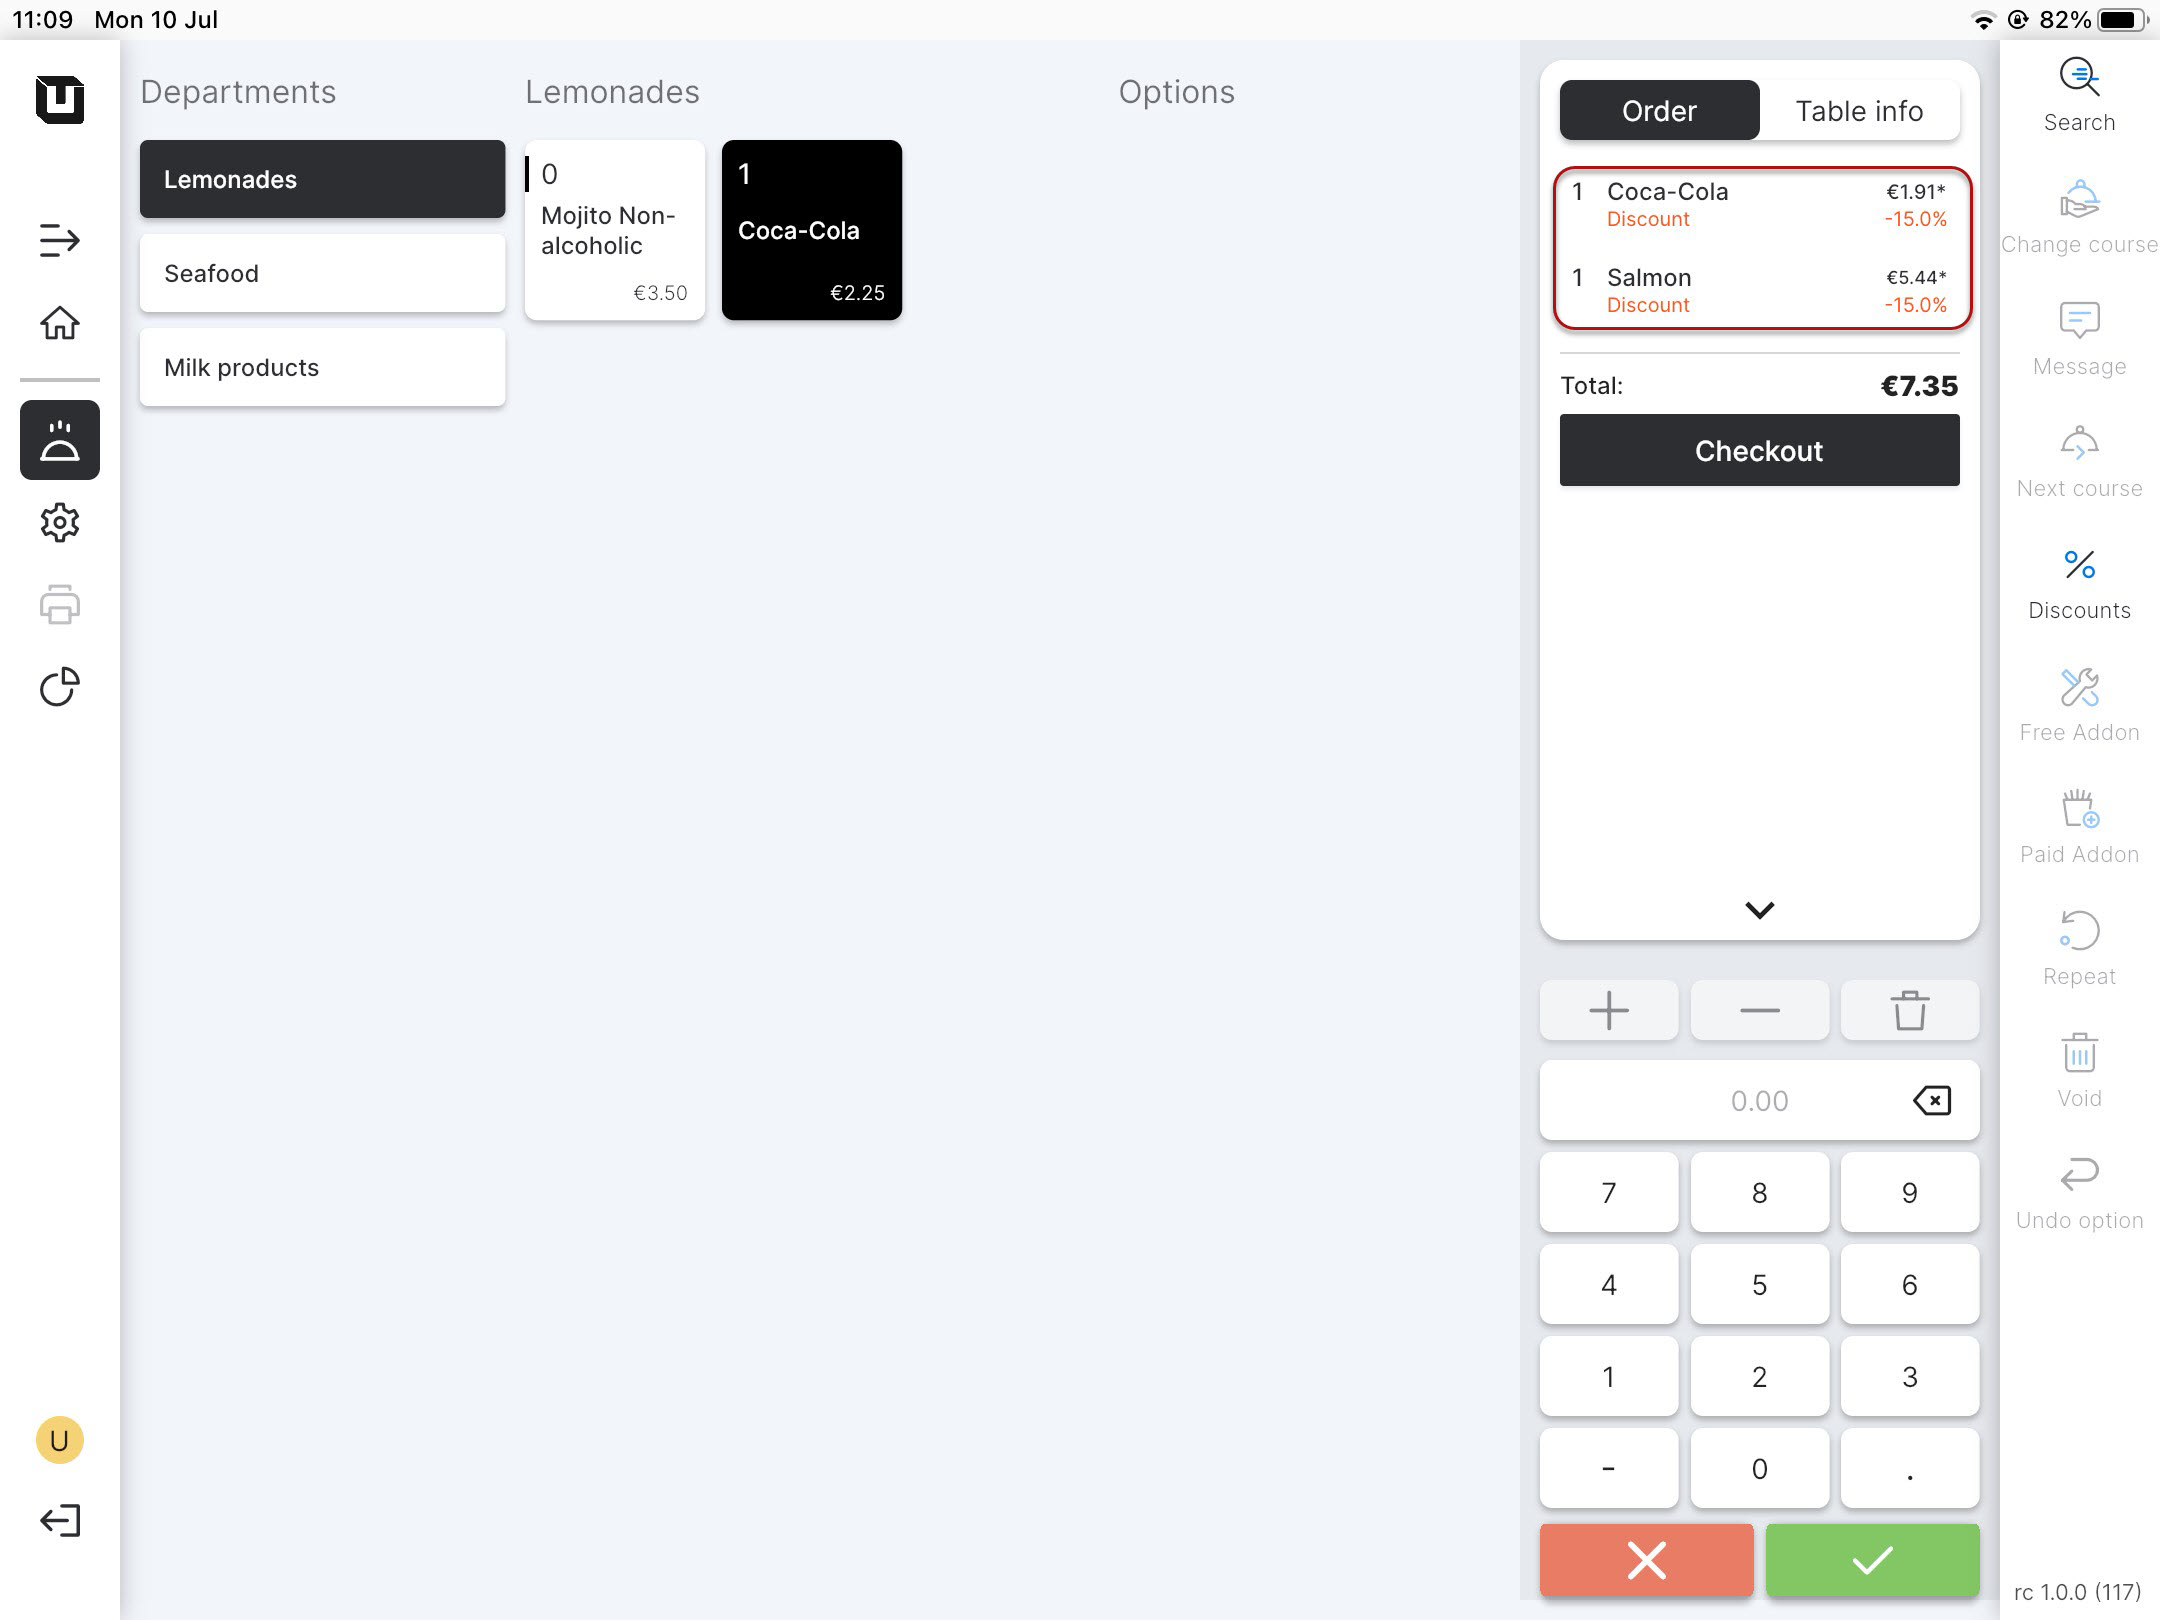 11:09 Mon 10 Jul
82%
Departments
Lemonades
Seafood
Milk products
Lemonades
0
Mojito Non-
alcoholic
€3.50
1
Coca-Cola
€2.25
Options
Order
Table info
1 Coca-Cola €1.91*
Discount -15.0%
1 Salmon €5.44*
Discount -15.0%
Total: €7.35
Checkout
0.00
7 8 9
4 5 6
1 2 3
- 0 .
Search
Change course
Message
Next course
Discounts
Free Addon
Paid Addon
Repeat
Void
Undo option
U
rc 1.0.0 (117)